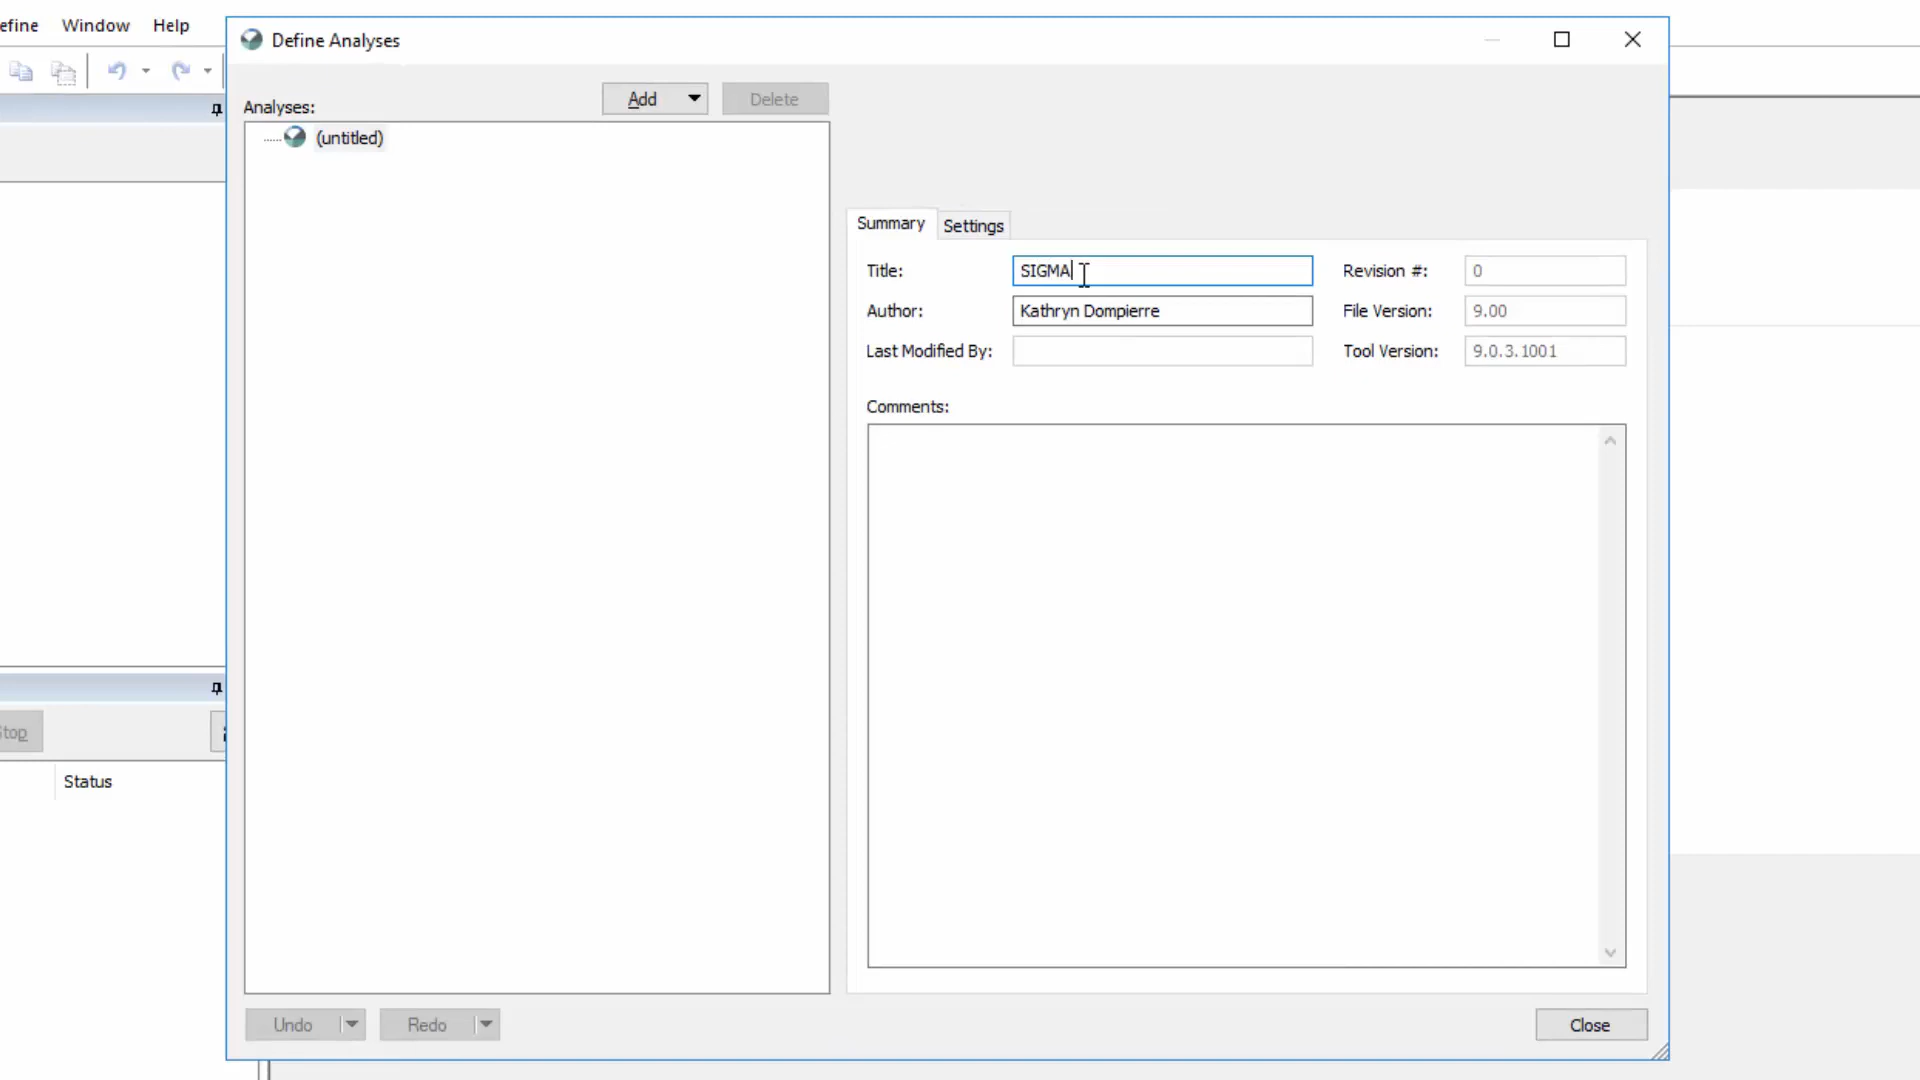 efine Window Help
Define Analyses
Analyses:
Add
Delete
(untitled)
Summary
Settings
Title:
SIGMA
Revision #:
0
Author:
Kathryn Dompierre
File Version:
9.00
Last Modified By:
Tool Version:
9.0.3.1001
Comments:
top
Status
Undo
Redo
Close